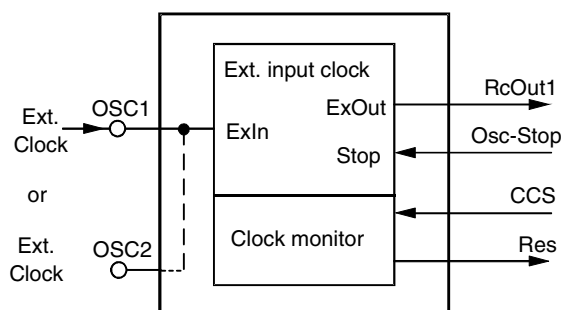 Ext. input clock
RcOut1
OSC1
ExOut
Ext.
Clock
ExIn
Osc-Stop
Stop
or
CCS
Clock monitor
Res
Ext.
Clock
OSC2